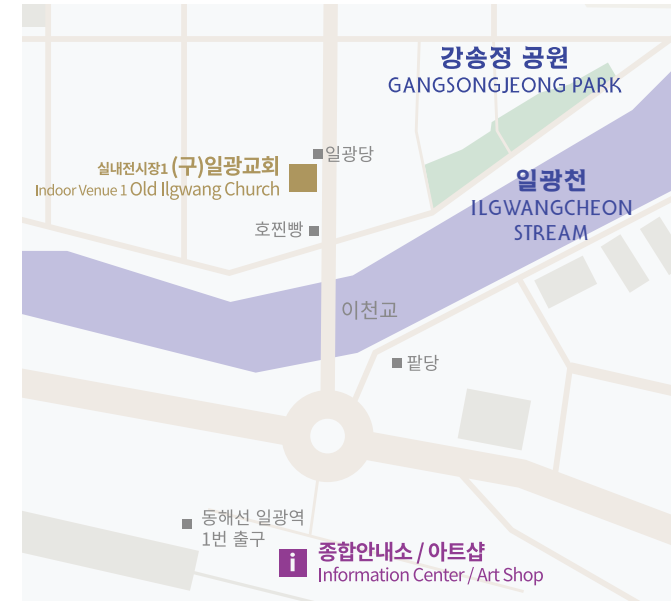 강송정 공원
GANGSONGJEONG PARK
일광당
실내전시장1 (구)일광교회
Indoor Venue 1 Old Ilgwang Church
일광천
ILGWANGCHEON
STREAM
호찐빵
이천교
팥당
동해선 일광역
1번 출구
i
종합안내소 / 아트샵
Information Center / Art Shop